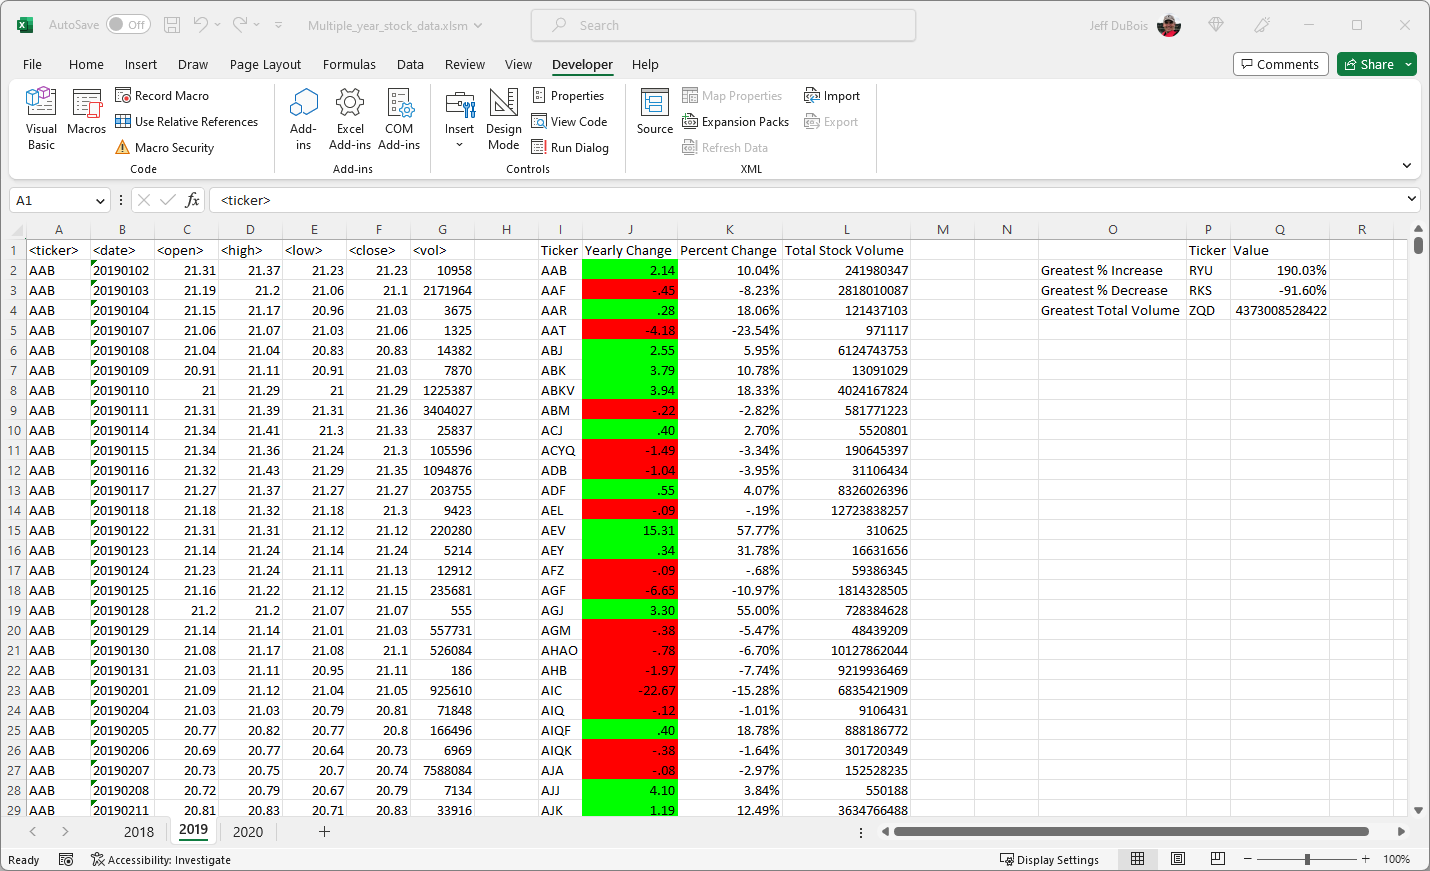 AutoSave Off Multiple_year_stock_data.xlsm Search Jeff DuBois
File Home Insert Draw Page Layout Formulas Data Review View Developer Help Comments Share
Visual Basic
Macros
Record Macro
Use Relative References
Macro Security
Code
Add-ins
Excel Add-ins
COM Add-ins
Add-ins
Insert
Design Mode
Properties
View Code
Run Dialog
Controls
Source
Map Properties
Expansion Packs
Refresh Data
Import
Export
XML
A1 fx <ticker>
A B C D E F G H I J K L M N O P Q R
1 <ticker> <date> <open> <high> <low> <close> <vol> Ticker Yearly Change Percent Change Total Stock Volume Ticker Value
2 AAB 20190102 21.31 21.37 21.23 21.23 10958 AAB 2.14 10.04% 241980347 Greatest % Increase RYU 190.03%
3 AAB 20190103 21.19 21.2 21.06 21.1 2171964 AAF -.45 -8.23% 2818010087 Greatest % Decrease RKS -91.60%
4 AAB 20190104 21.15 21.17 20.96 21.03 3675 AAR .28 18.06% 121437103 Greatest Total Volume ZQD 4373008528422
5 AAB 20190107 21.06 21.07 21.03 21.06 1325 AAT -4.18 -23.54% 971117
6 AAB 20190108 21.04 21.04 20.83 20.83 14382 ABJ 2.55 5.95% 6124743753
7 AAB 20190109 20.91 21.11 20.91 21.03 7870 ABK 3.79 10.78% 13091029
8 AAB 20190110 21 21.29 21 21.29 1225387 ABKV 3.94 18.33% 4024167824
9 AAB 20190111 21.31 21.39 21.31 21.36 3404027 ABM -.22 -2.82% 581771223
10 AAB 20190114 21.34 21.41 21.3 21.33 25837 ACJ .40 2.70% 5520801
11 AAB 20190115 21.34 21.36 21.24 21.3 105596 ACYQ -1.49 -3.34% 190645397
12 AAB 20190116 21.32 21.43 21.29 21.35 1094876 ADB -1.04 -3.95% 31106434
13 AAB 20190117 21.27 21.37 21.27 21.27 203755 ADF .55 4.07% 8326026396
14 AAB 20190118 21.18 21.32 21.18 21.3 9423 AEL -.09 -.19% 12723838257
15 AAB 20190122 21.31 21.31 21.12 21.12 220280 AEV 15.31 57.77% 310625
16 AAB 20190123 21.14 21.24 21.14 21.24 5214 AEY .34 31.78% 16631656
17 AAB 20190124 21.23 21.24 21.11 21.13 12912 AFZ -.09 -.68% 59386345
18 AAB 20190125 21.16 21.22 21.12 21.15 235681 AGF -6.65 -10.97% 1814328505
19 AAB 20190128 21.2 21.2 21.07 21.07 555 AGJ 3.30 55.00% 728384628
20 AAB 20190129 21.14 21.14 21.01 21.03 557731 AGM -.38 -5.47% 48439209
21 AAB 20190130 21.08 21.17 21.08 21.1 526084 AHAO -.78 -6.70% 10127862044
22 AAB 20190131 21.03 21.11 20.95 21.11 186 AHB -1.97 -7.74% 9219936469
23 AAB 20190201 21.09 21.12 21.04 21.05 925610 AIC -22.67 -15.28% 6835421909
24 AAB 20190204 21.03 21.03 20.79 20.81 71848 AIQ -.12 -1.01% 9106431
25 AAB 20190205 20.77 20.82 20.77 20.8 166496 AIQF .40 18.78% 888186772
26 AAB 20190206 20.69 20.77 20.64 20.73 6969 AIQK -.38 -1.64% 301720349
27 AAB 20190207 20.73 20.75 20.7 20.74 7588084 AJA -.08 -2.97% 152528235
28 AAB 20190208 20.72 20.79 20.67 20.79 7134 AJJ 4.10 3.84% 550188
29 AAB 20190211 20.81 20.83 20.71 20.83 33916 AJK 1.19 12.49% 3634766488
2018 2019 2020
Ready Accessibility: Investigate Display Settings 100%